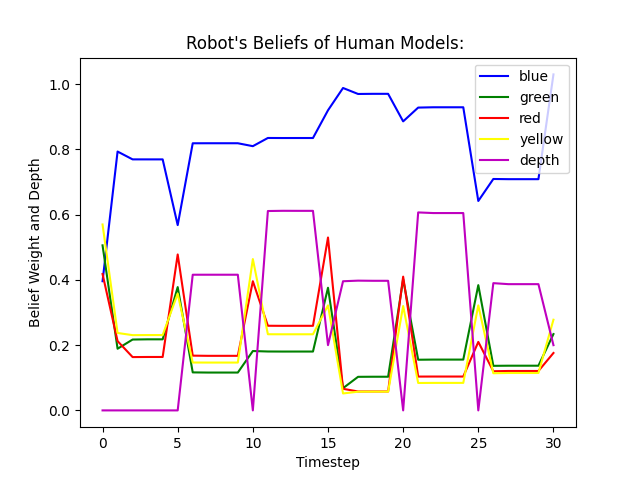 Robot's Beliefs of Human Models:
blue
green
red
yellow
depth
Belief Weight and Depth
1.0
0.8
0.6
0.4
0.2
0.0
0 5 10 15 20 25 30
Timestep